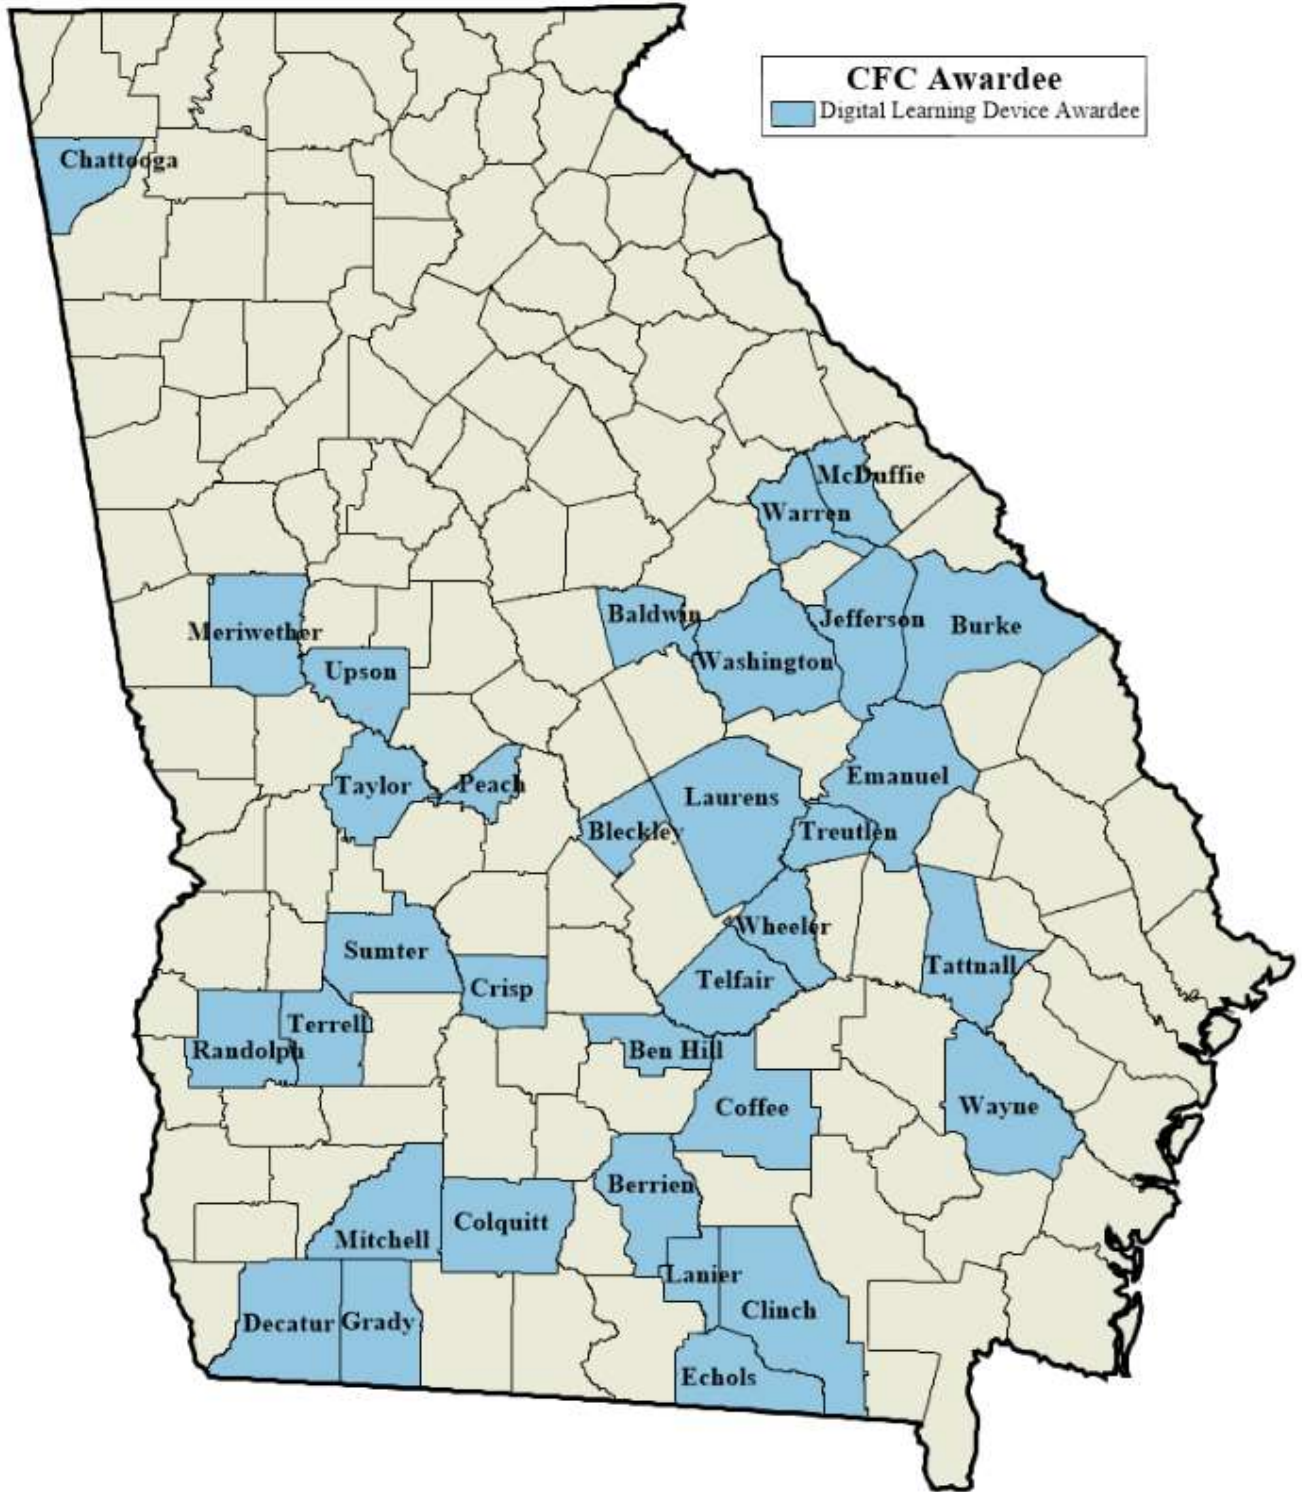 CFC Awardee
Digital Learning Device Awardee
Chattooga
McDuffie
Warren
Baldwin
Jefferson
Burke
Meriwether
Washington
Upson
Taylor
Peach
Laurens
Emanuel
Bleckley
Treutlen
Wheeler
Sumter
Tattnall
Crisp
Telfair
Terrell
Randolph
Ben Hill
Coffee
Wayne
Berrien
Colquitt
Mitchell
Lanier
Clinch
Decatur
Grady
Echols